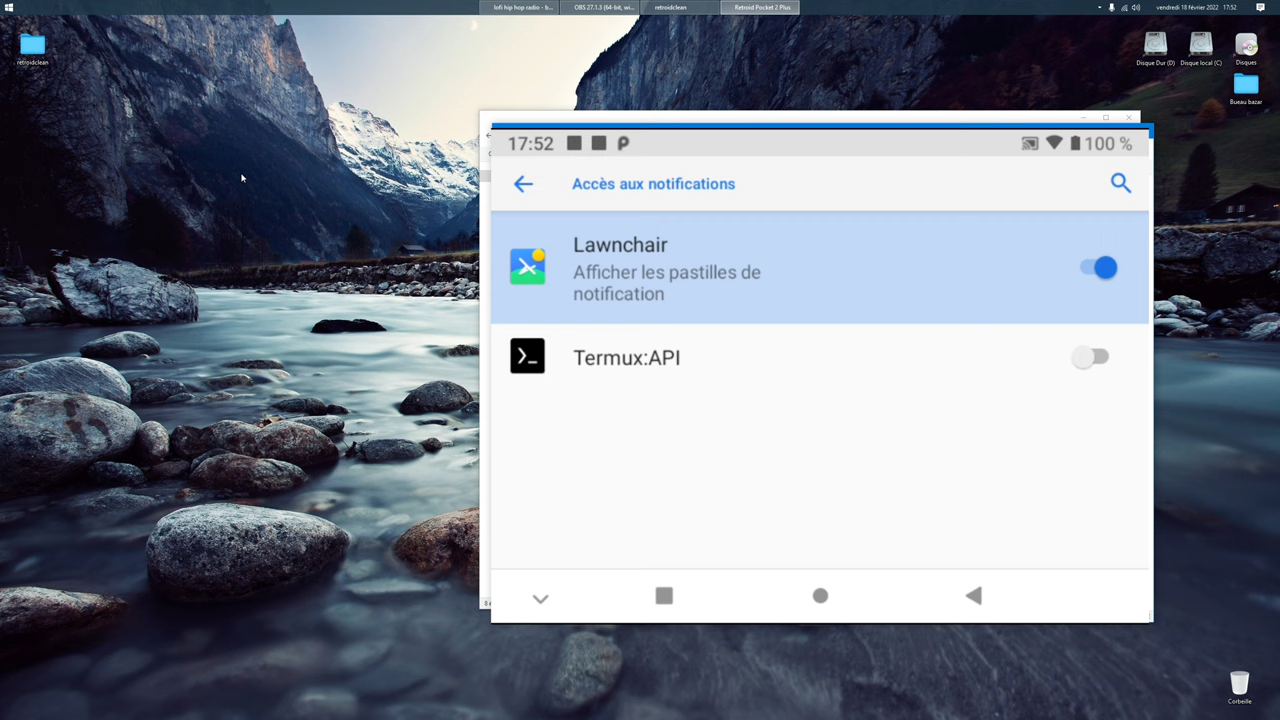 lofi hip hop radio - b...
OBS 27.1.3 (64-bit, wi...
retroidclean
Retroid Pocket 2 Plus
vendredi 18 février 2022
17:52
retroidclean
Disque Dur (D)
Disque local (C)
Disques
Bueau bazar
17:52
100 %
Accès aux notifications
Lawnchair
Afficher les pastilles de
notification
Termux:API
Corbeille